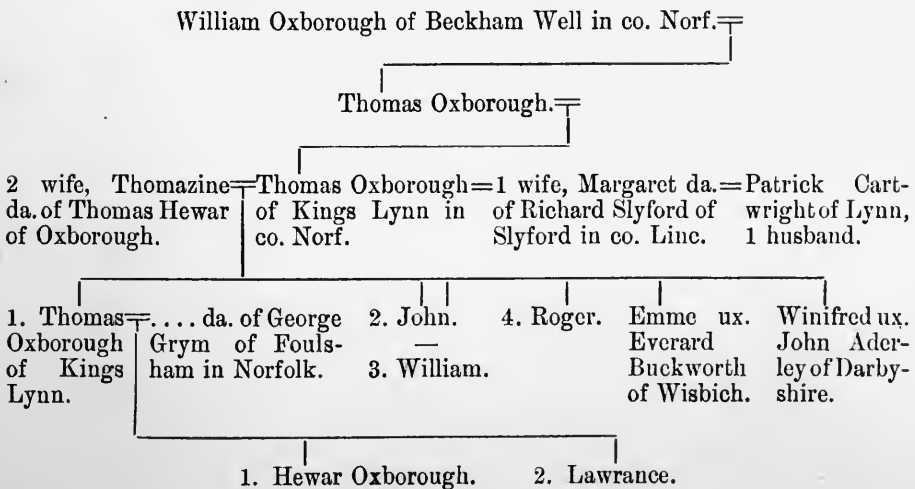 William Oxborough of Beckham Well in co. Norf.
Thomas Oxborough.
2 wife, Thomazine
da. of Thomas Hewar
of Oxborough.
Thomas Oxborough
of Kings Lynn in
co. Norf.
1 wife, Margaret da.
of Richard Slyford of
Slyford in co. Linc.
Patrick Cart-
wright of Lynn,
1 husband.
1. Thomas
Oxborough
of Kings
Lynn.
.... da. of George
Grym of Fouls-
ham in Norfolk.
2. John.
—
3. William.
4. Roger.
Emme ux.
Everard
Buckworth
of Wisbich.
Winifred ux.
John Ader-
ley of Darby-
shire.
1. Hewar Oxborough.
2. Lawrance.